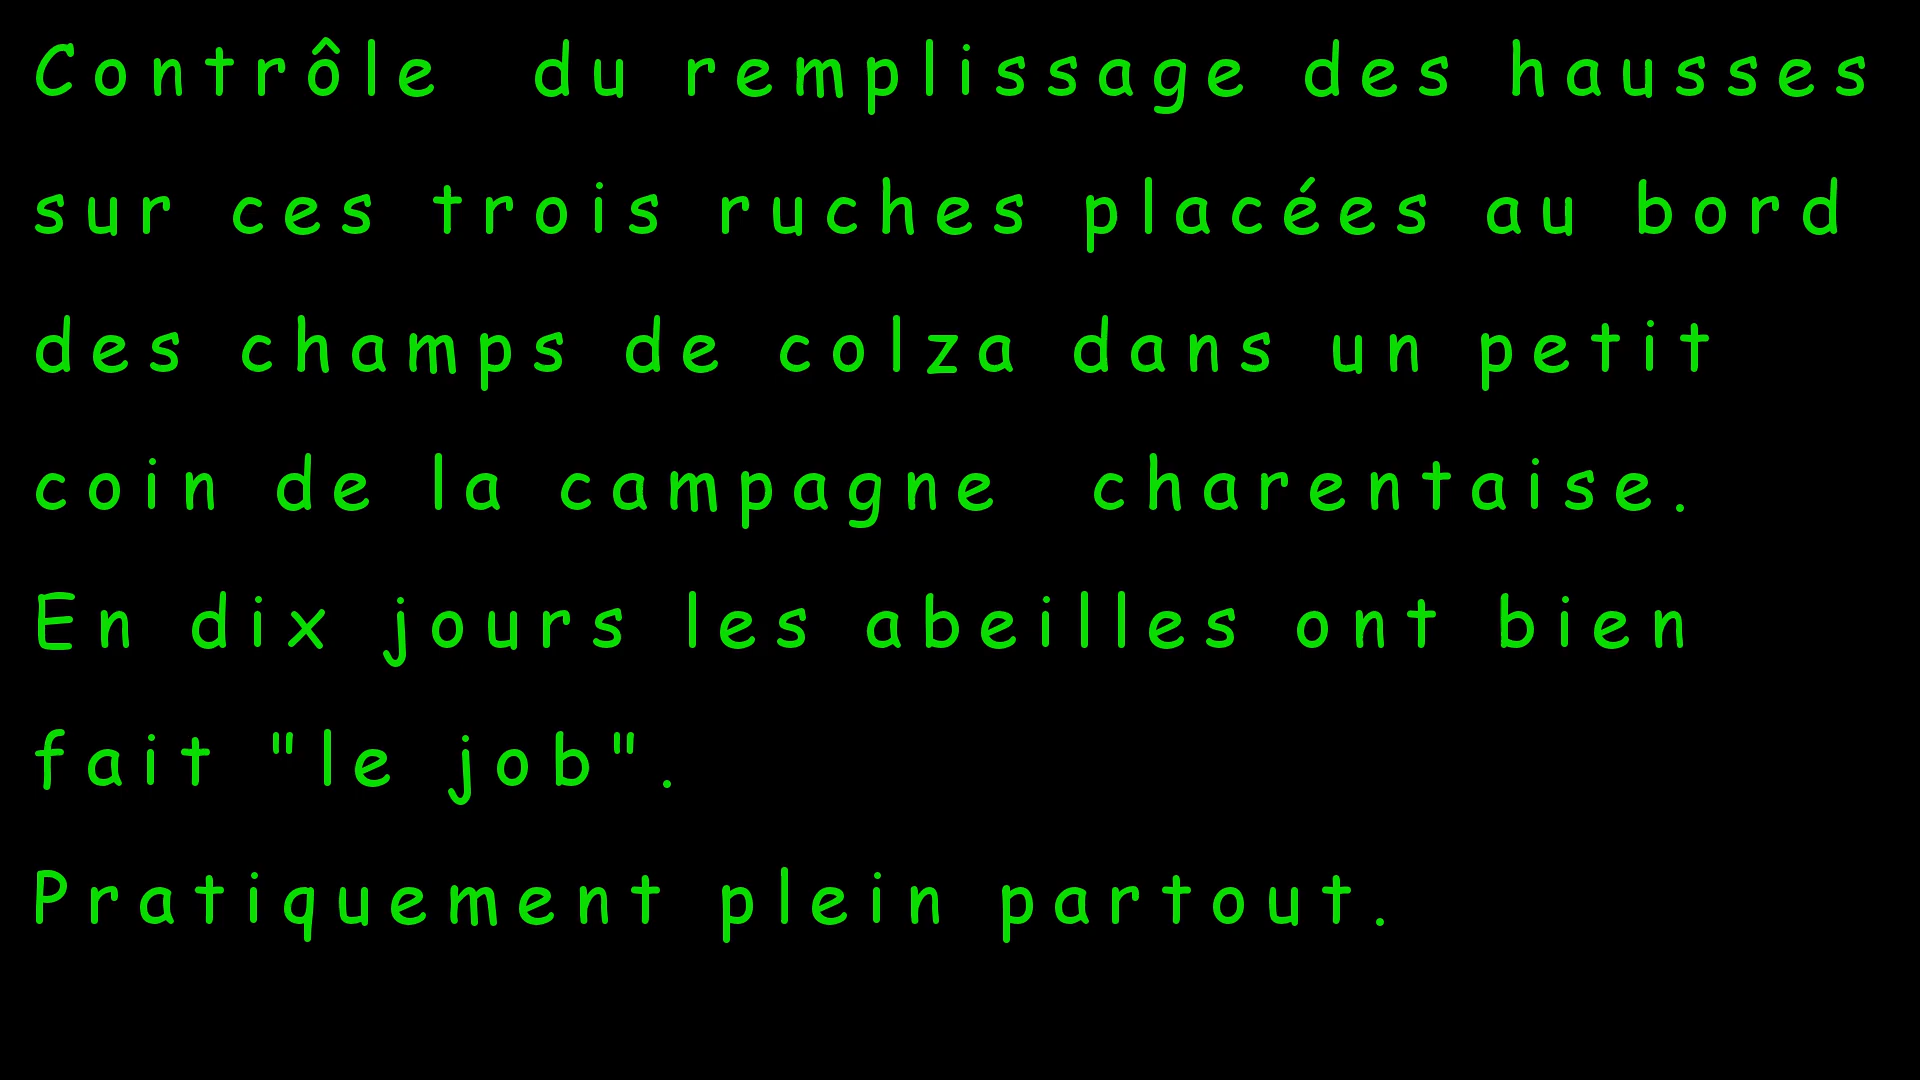 Contrôle  du remplissage des hausses
sur ces trois ruches placées au bord
des champs de colza dans un petit
coin de la campagne  charentaise.
En dix jours les abeilles ont bien
fait "le job".
Pratiquement plein partout.